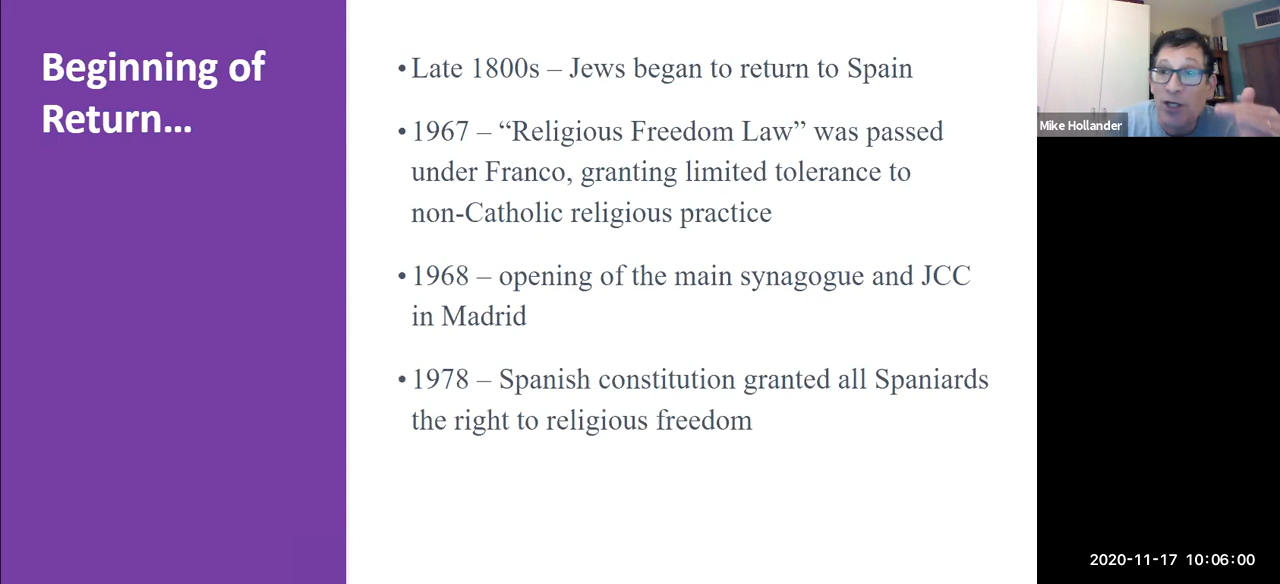 Beginning of
Return...
• Late 1800s – Jews began to return to Spain
• 1967 – “Religious Freedom Law” was passed
under Franco, granting limited tolerance to
non-Catholic religious practice
• 1968 – opening of the main synagogue and JCC
in Madrid
• 1978 – Spanish constitution granted all Spaniards
the right to religious freedom
Mike Hollander
2020-11-17 10:06:00